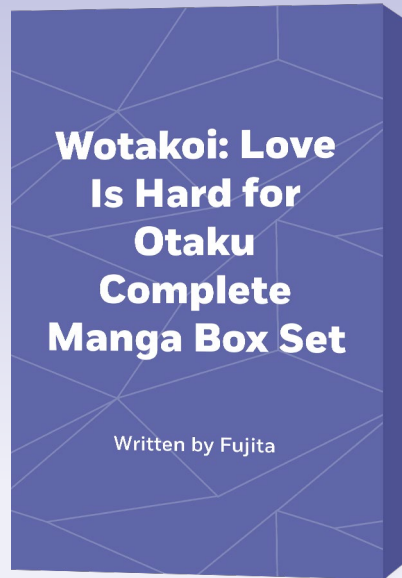 Wotakoi: Love
Is Hard for
Otaku
Complete
Manga Box Set
Written by Fujita